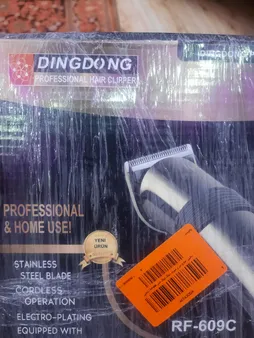 DINGDONG
PROFESSIONAL HAIR CLIPPER
DINGDONG
PROFESSIONAL
& HOME USE!
YENİ
ÜRÜN
STAINLESS
STEEL BLADE
CORDLESS
OPERATION
ELECTRO-PLATING
EQUIPPED WITH
RF-609C